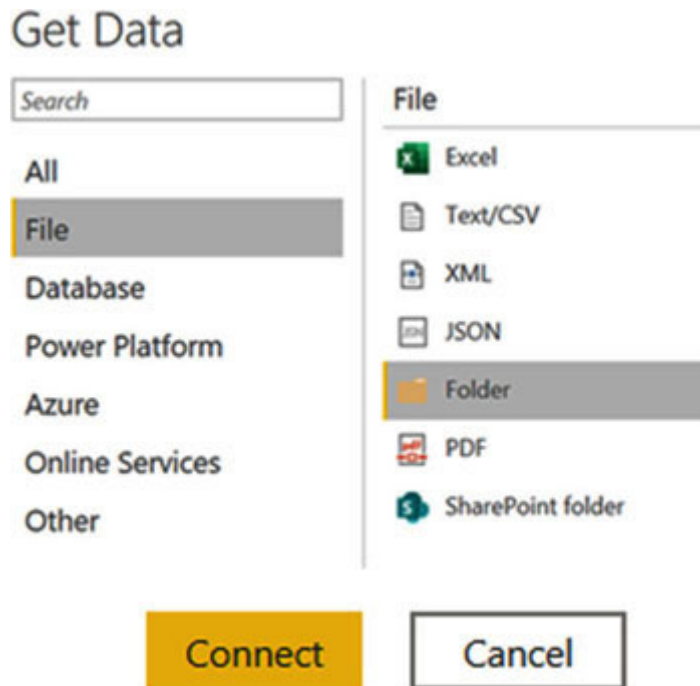 Get Data
Search
All
File
Database
Power Platform
Azure
Online Services
Other
File
Excel
Text/CSV
XML
JSON
Folder
PDF
SharePoint folder
Connect
Cancel